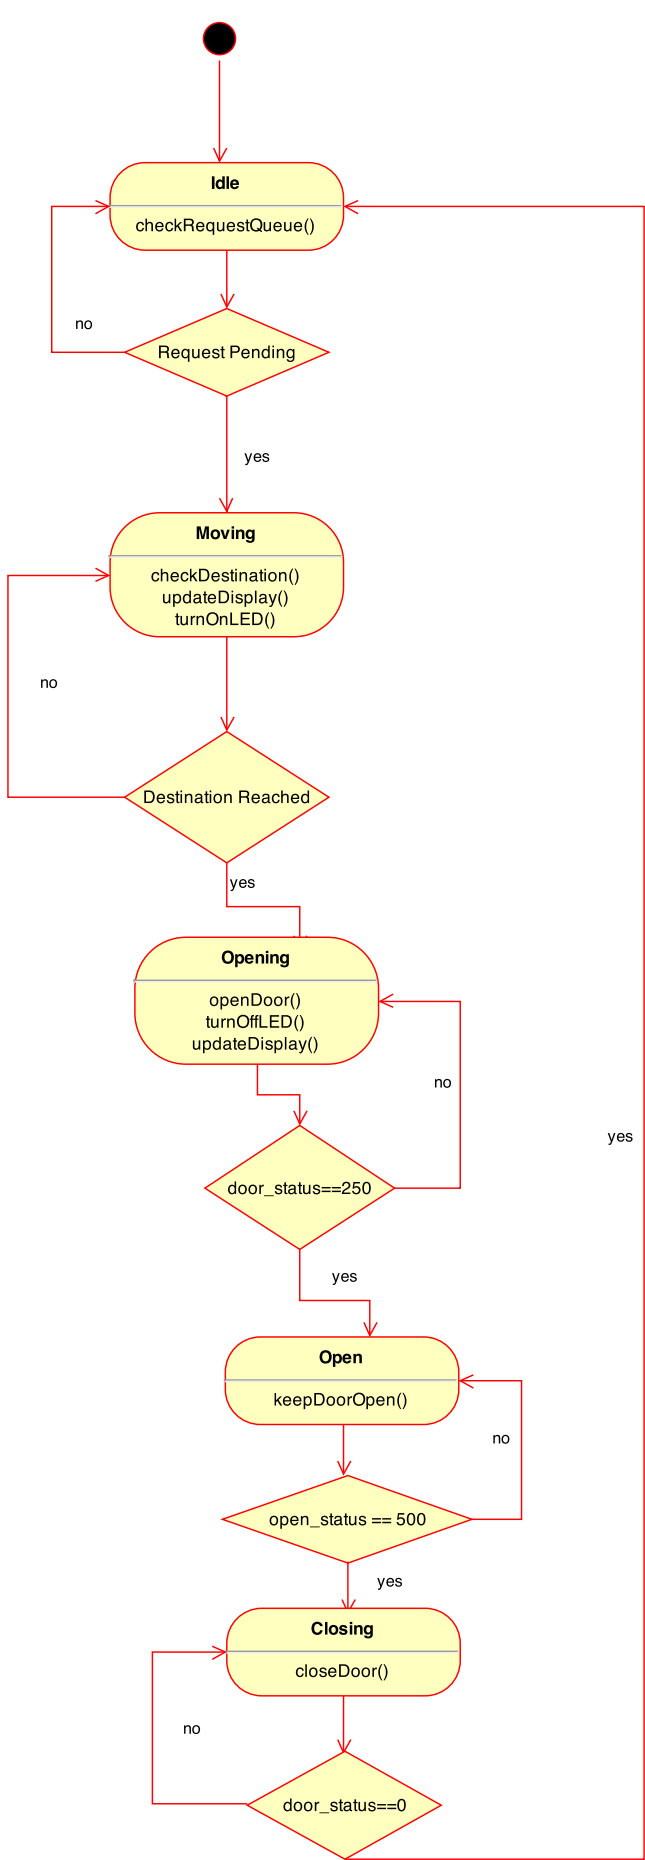 Idle
checkRequestQueue()
no
Request Pending
yes
Moving
checkDestination()
updateDisplay()
turnOnLED()
no
Destination Reached
yes
Opening
openDoor()
turnOffLED()
updateDisplay()
no
yes
door_status==250
yes
Open
keepDoorOpen()
no
open_status == 500
yes
Closing
closeDoor()
no
door_status==0